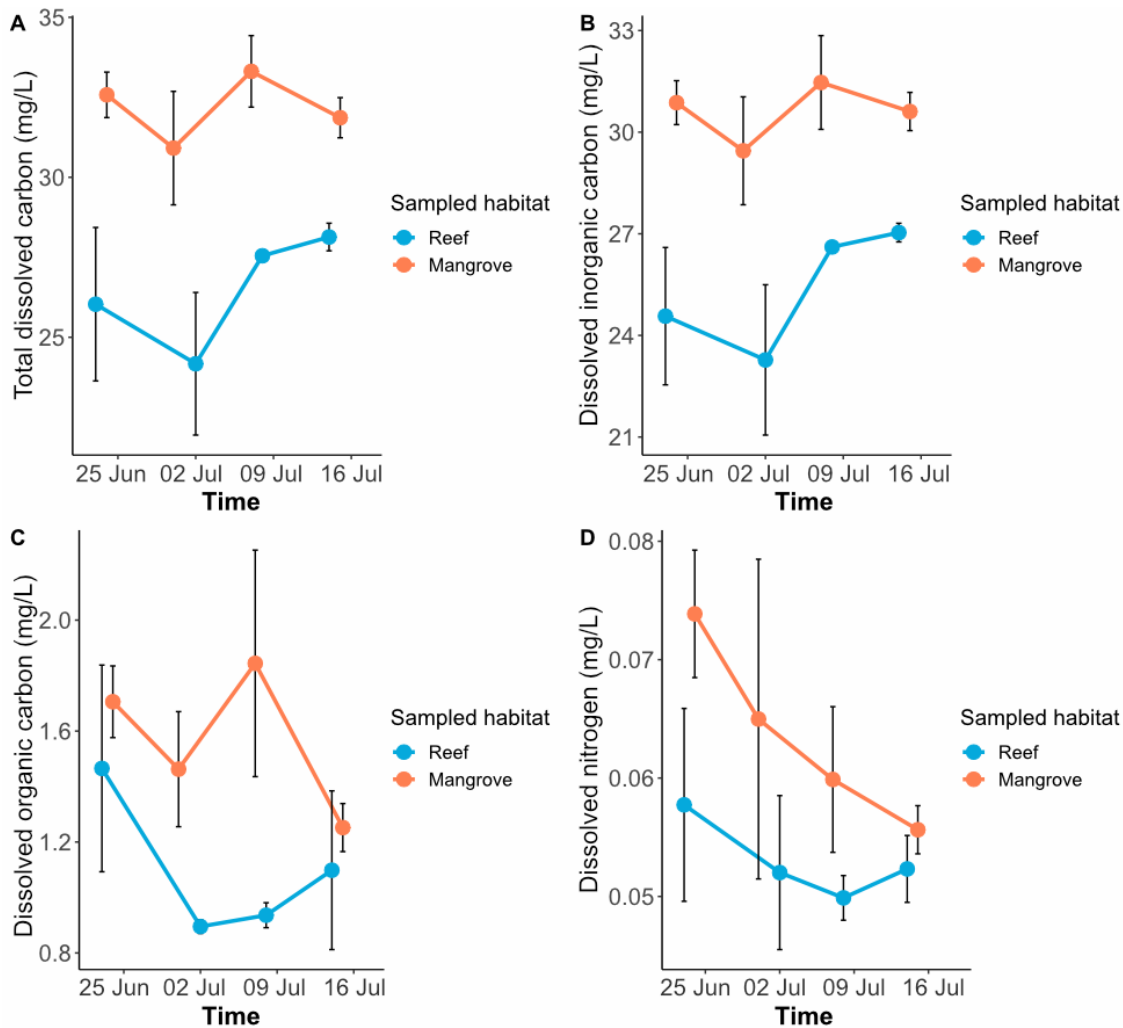 A
Total dissolved carbon (mg/L)
35
30
25
25 Jun 02 Jul 09 Jul 16 Jul
Time
Sampled habitat
Reef
Mangrove
B
Dissolved inorganic carbon (mg/L)
33
30
27
24
21
25 Jun 02 Jul 09 Jul 16 Jul
Time
Sampled habitat
Reef
Mangrove
C
Dissolved organic carbon (mg/L)
2.0
1.6
1.2
0.8
25 Jun 02 Jul 09 Jul 16 Jul
Time
Sampled habitat
Reef
Mangrove
D
Dissolved nitrogen (mg/L)
0.08
0.07
0.06
0.05
25 Jun 02 Jul 09 Jul 16 Jul
Time
Sampled habitat
Reef
Mangrove